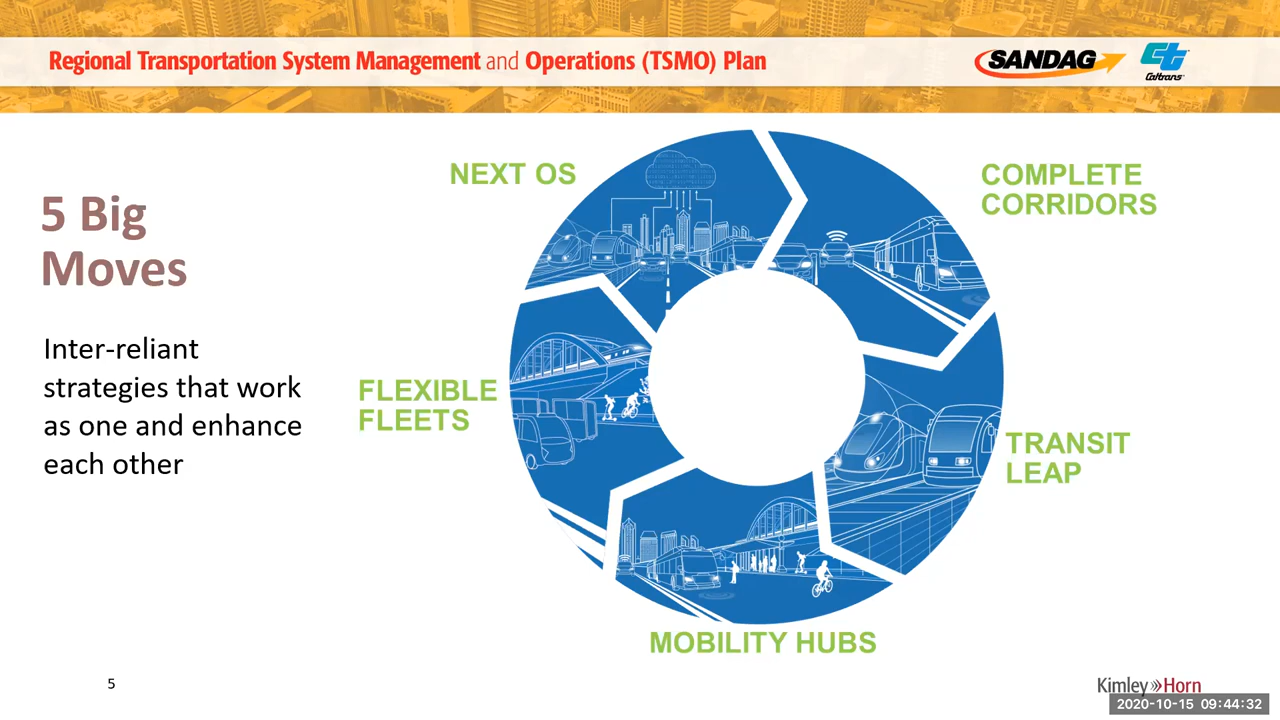 Regional Transportation System Management and Operations (TSMO) Plan
SANDAG
Caltrans
5 Big
Moves
Inter-reliant
strategies that work
as one and enhance
each other
NEXT OS
COMPLETE
CORRIDORS
FLEXIBLE
FLEETS
TRANSIT
LEAP
MOBILITY HUBS
5
Kimley»Horn
2020-10-15 09:44:32